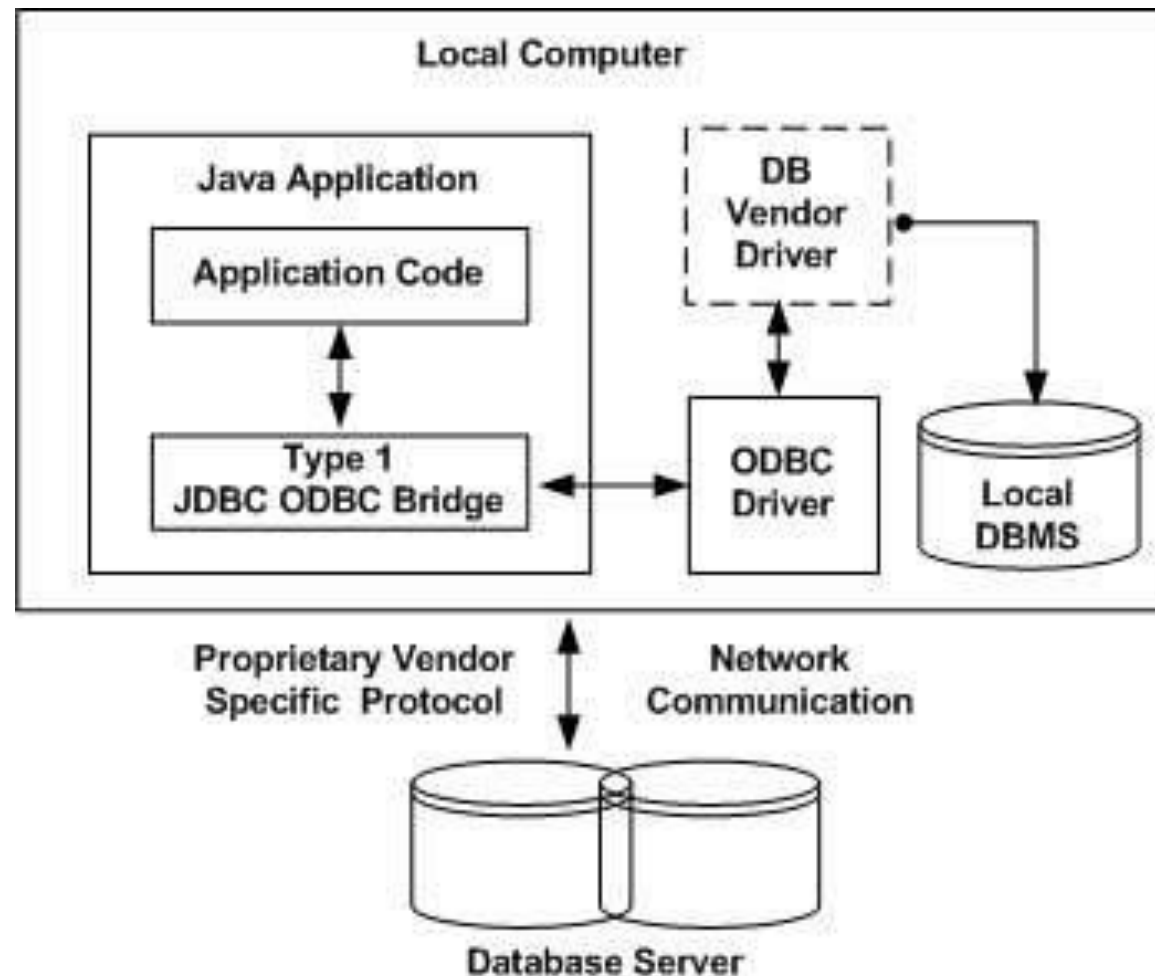 Local Computer
Java Application
Application Code
Type 1
JDBC ODBC Bridge
DB
Vendor
Driver
ODBC
Driver
Local
DBMS
Proprietary Vendor
Specific Protocol
Network
Communication
Database Server